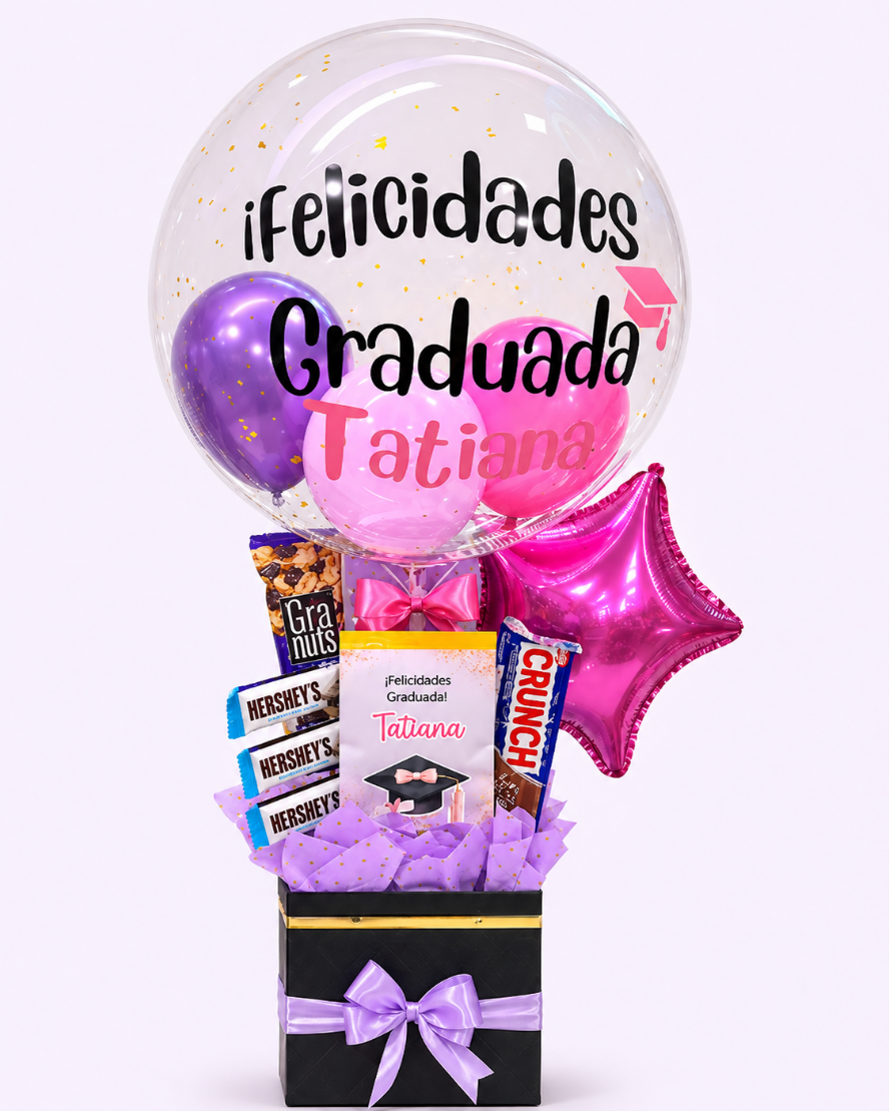 ¡Felicidades
Graduada
Tatiana
Gra
nuts
¡Felicidades
Graduada!
Tatiana
CRUNCH
HERSHEY'S
HERSHEY'S
HERSHEY'S